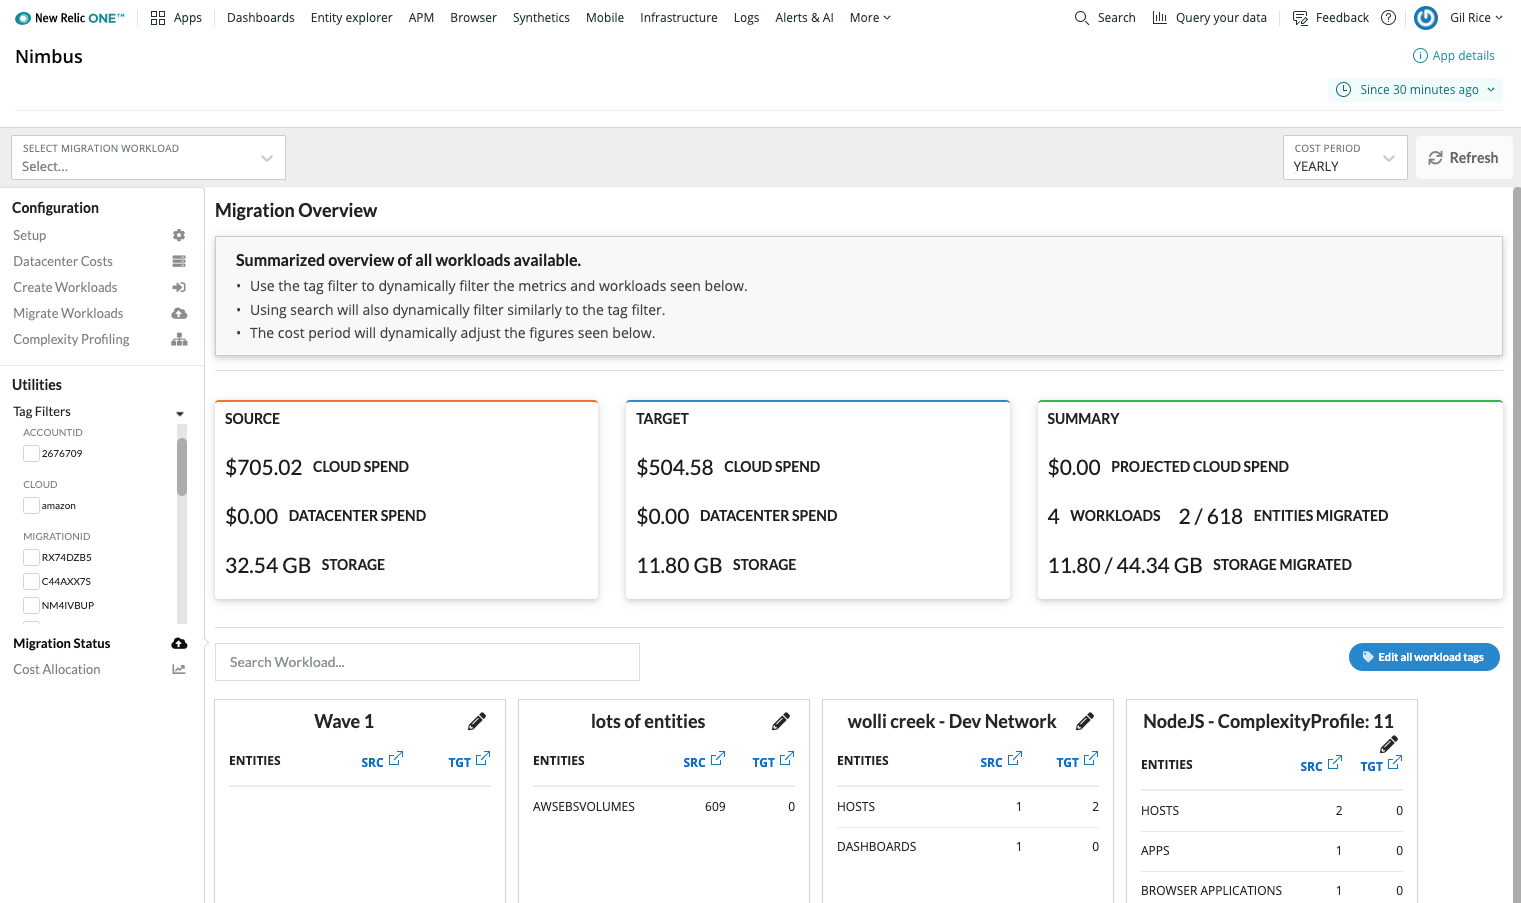 New Relic ONE™ Apps Dashboards Entity explorer APM Browser Synthetics Mobile Infrastructure Logs Alerts & AI More Search Query your data Feedback ? Gil Rice
Nimbus
App details
Since 30 minutes ago
SELECT MIGRATION WORKLOAD
Select...
COST PERIOD
YEARLY
Refresh
Configuration
Setup
Datacenter Costs
Create Workloads
Migrate Workloads
Complexity Profiling
Utilities
Tag Filters
ACCOUNTID
2676709
CLOUD
amazon
MIGRATIONID
RX74DZB5
C44AXX7S
NM4IVBUP
Migration Status
Cost Allocation
Migration Overview
Summarized overview of all workloads available.
• Use the tag filter to dynamically filter the metrics and workloads seen below.
• Using search will also dynamically filter similarly to the tag filter.
• The cost period will dynamically adjust the figures seen below.
SOURCE
$705.02 CLOUD SPEND
$0.00 DATACENTER SPEND
32.54 GB STORAGE
TARGET
$504.58 CLOUD SPEND
$0.00 DATACENTER SPEND
11.80 GB STORAGE
SUMMARY
$0.00 PROJECTED CLOUD SPEND
4 WORKLOADS 2 / 618 ENTITIES MIGRATED
11.80 / 44.34 GB STORAGE MIGRATED
Search Workload...
Edit all workload tags
Wave 1
ENTITIES SRC TGT
lots of entities
ENTITIES SRC TGT
AWSEBSVOLUMES 609 0
wolli creek - Dev Network
ENTITIES SRC TGT
HOSTS 1 2
DASHBOARDS 1 0
NodeJS - ComplexityProfile: 11
ENTITIES SRC TGT
HOSTS 2 0
APPS 1 0
BROWSER APPLICATIONS 1 0